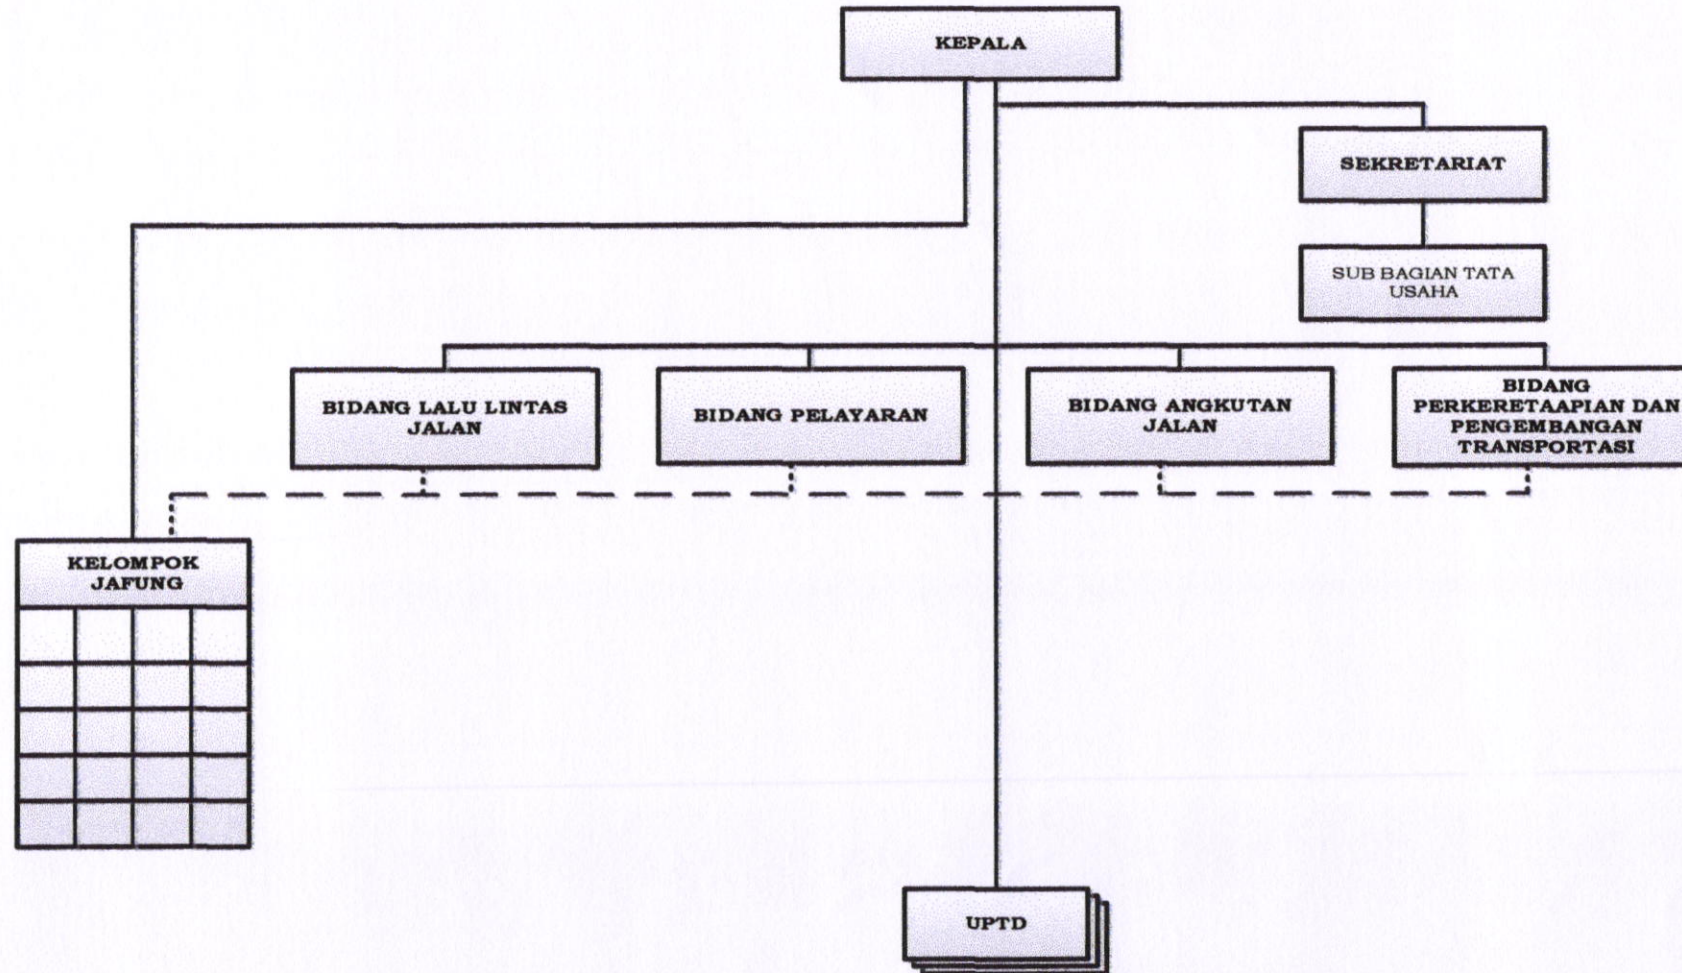 KEPALA
SEKRETARIAT
SUB BAGIAN TATA
USAHA
BIDANG LALU LINTAS
JALAN
BIDANG PELAYARAN
BIDANG ANGKUTAN
JALAN
BIDANG
PERKERETAAPIAN DAN
PENGEMBANGAN
TRANSPORTASI
KELOMPOK
JAFUNG
UPTD